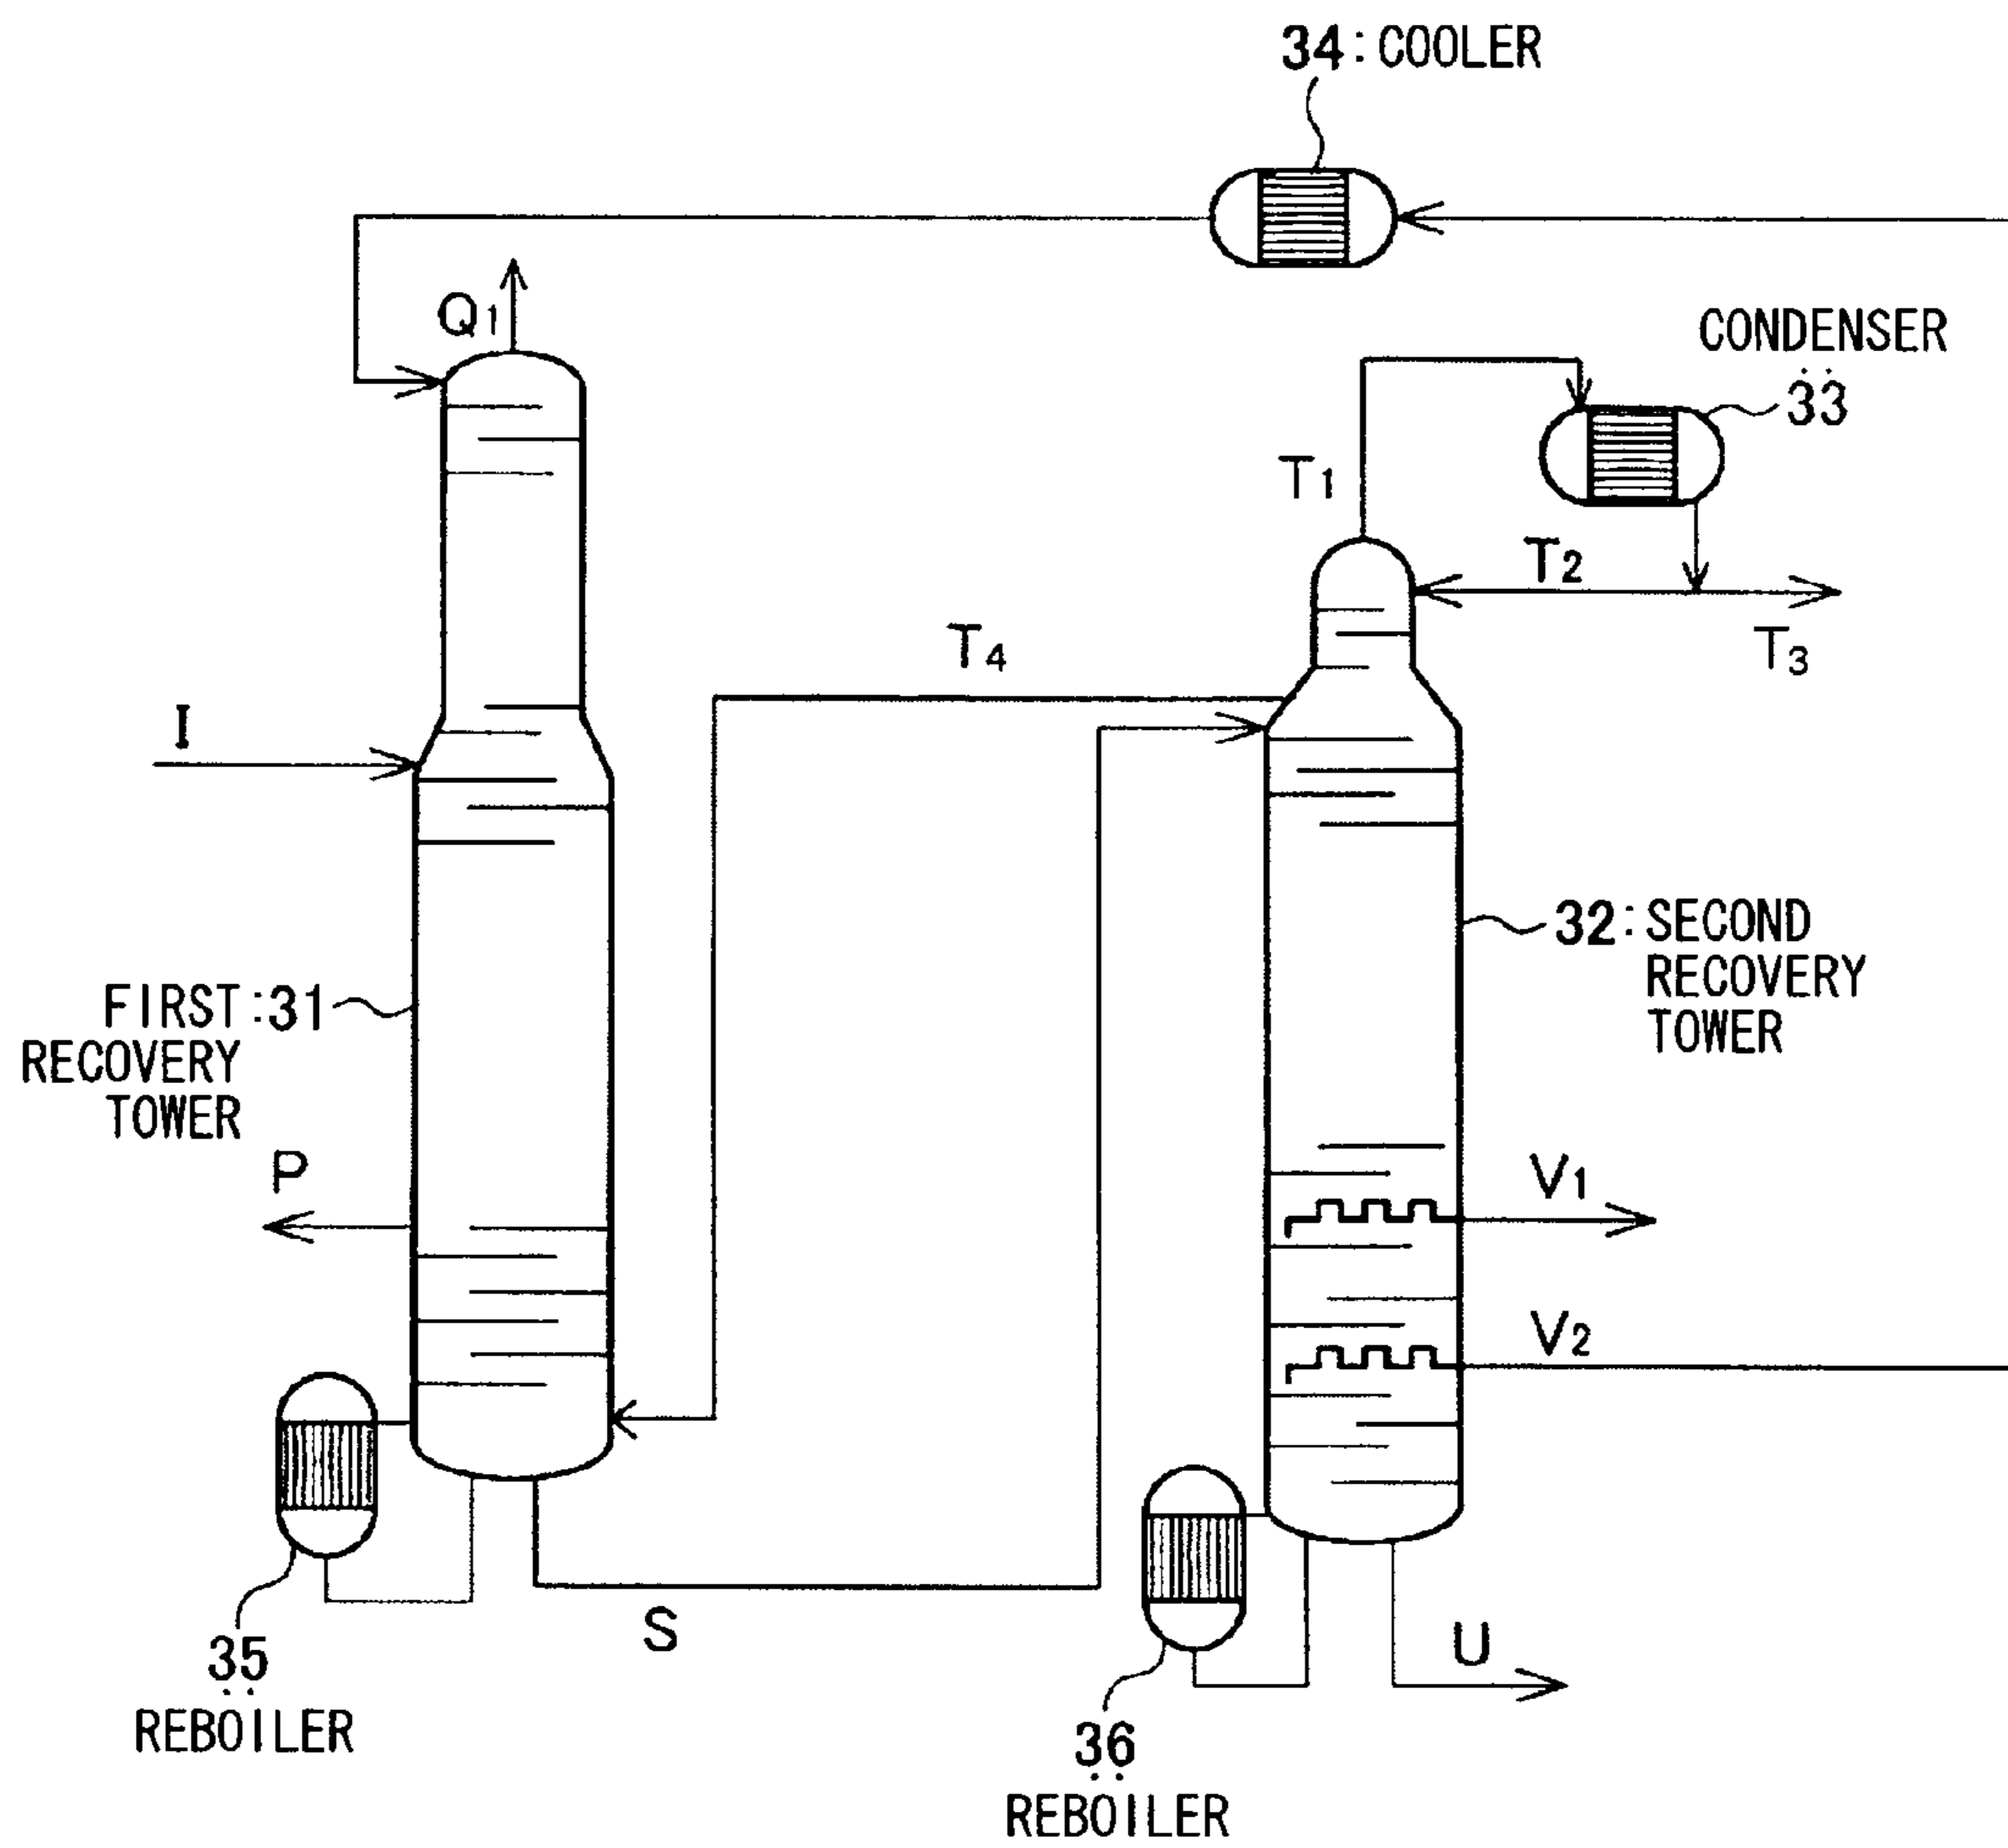 34:COOLER
Q1
CONDENSER
:
33
T1
T2
T3
T4
I
32:SECOND
RECOVERY
TOWER
FIRST:31
RECOVERY
TOWER
P
V1
V2
S
U
35
:
REBOILER
36
:
REBOILER